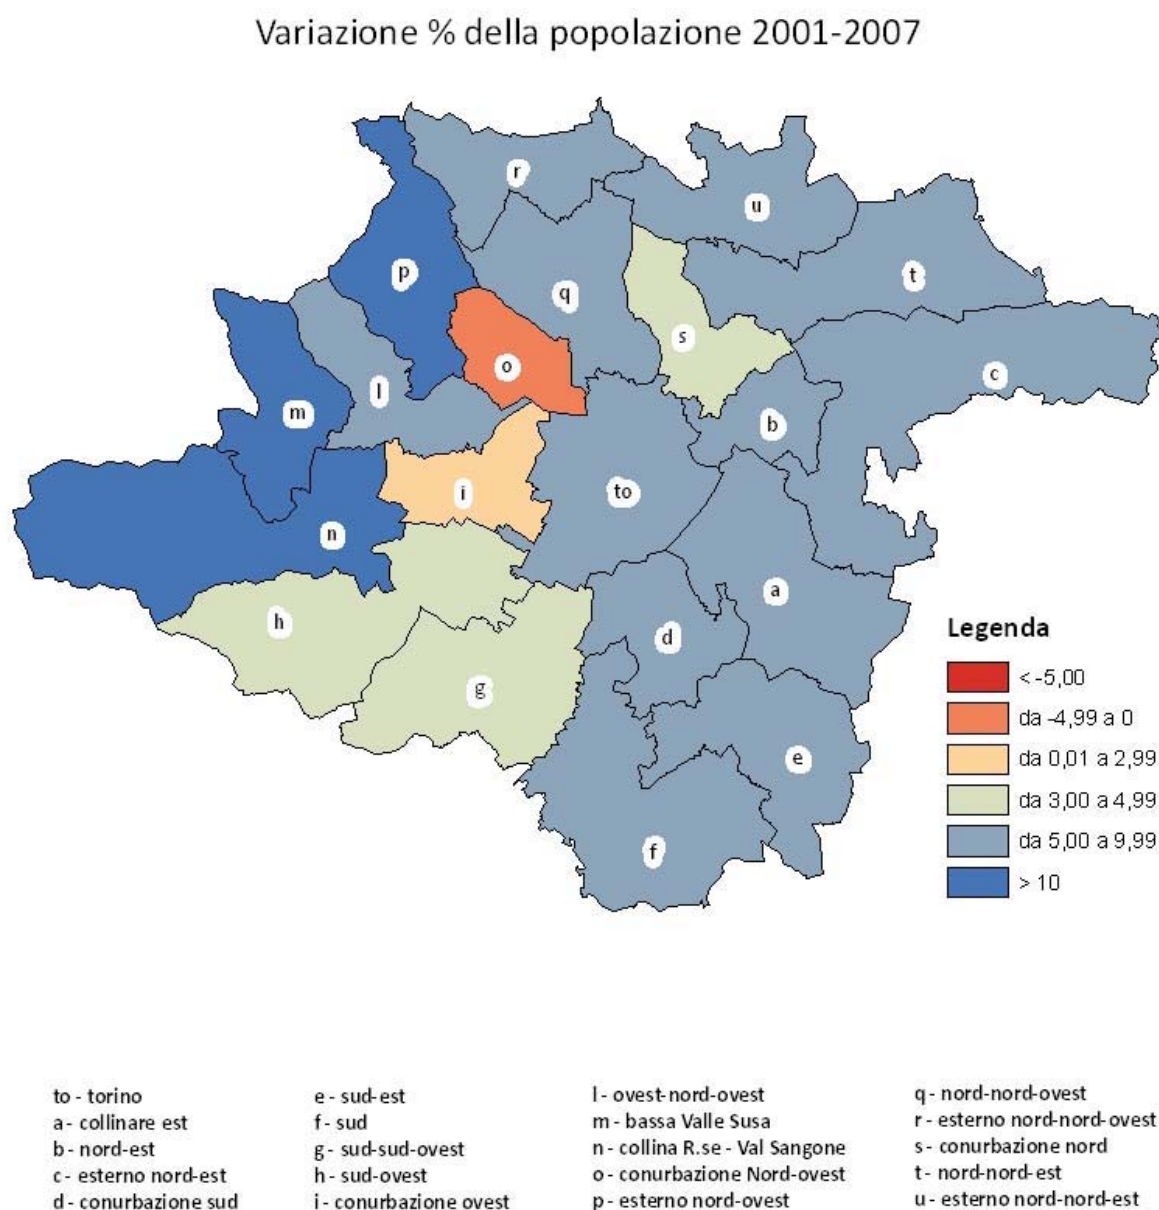 Variazione % della popolazione 2001-2007
r
u
p
q
t
s
o
c
l
m
b
i
to
n
a
h
d
g
e
f
Legenda
< -5,00
da -4,99 a 0
da 0,01 a 2,99
da 3,00 a 4,99
da 5,00 a 9,99
> 10
to - torino
a - collinare est
b - nord-est
c - esterno nord-est
d - conurbazione sud
e - sud-est
f - sud
g - sud-sud-ovest
h - sud-ovest
i - conurbazione ovest
l - ovest-nord-ovest
m - bassa Valle Susa
n - collina R.se - Val Sangone
o - conurbazione Nord-ovest
p - esterno nord-ovest
q - nord-nord-ovest
r - esterno nord-nord-ovest
s - conurbazione nord
t - nord-nord-est
u - esterno nord-nord-est